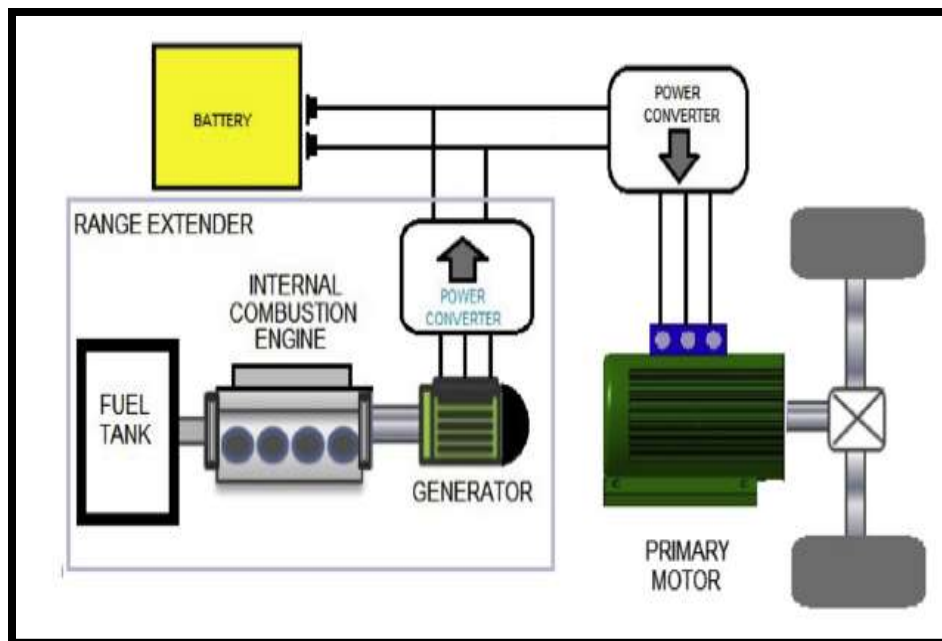 BATTERY
POWER
CONVERTER
RANGE EXTENDER
INTERNAL
COMBUSTION
ENGINE
POWER
CONVERTER
FUEL
TANK
GENERATOR
PRIMARY
MOTOR